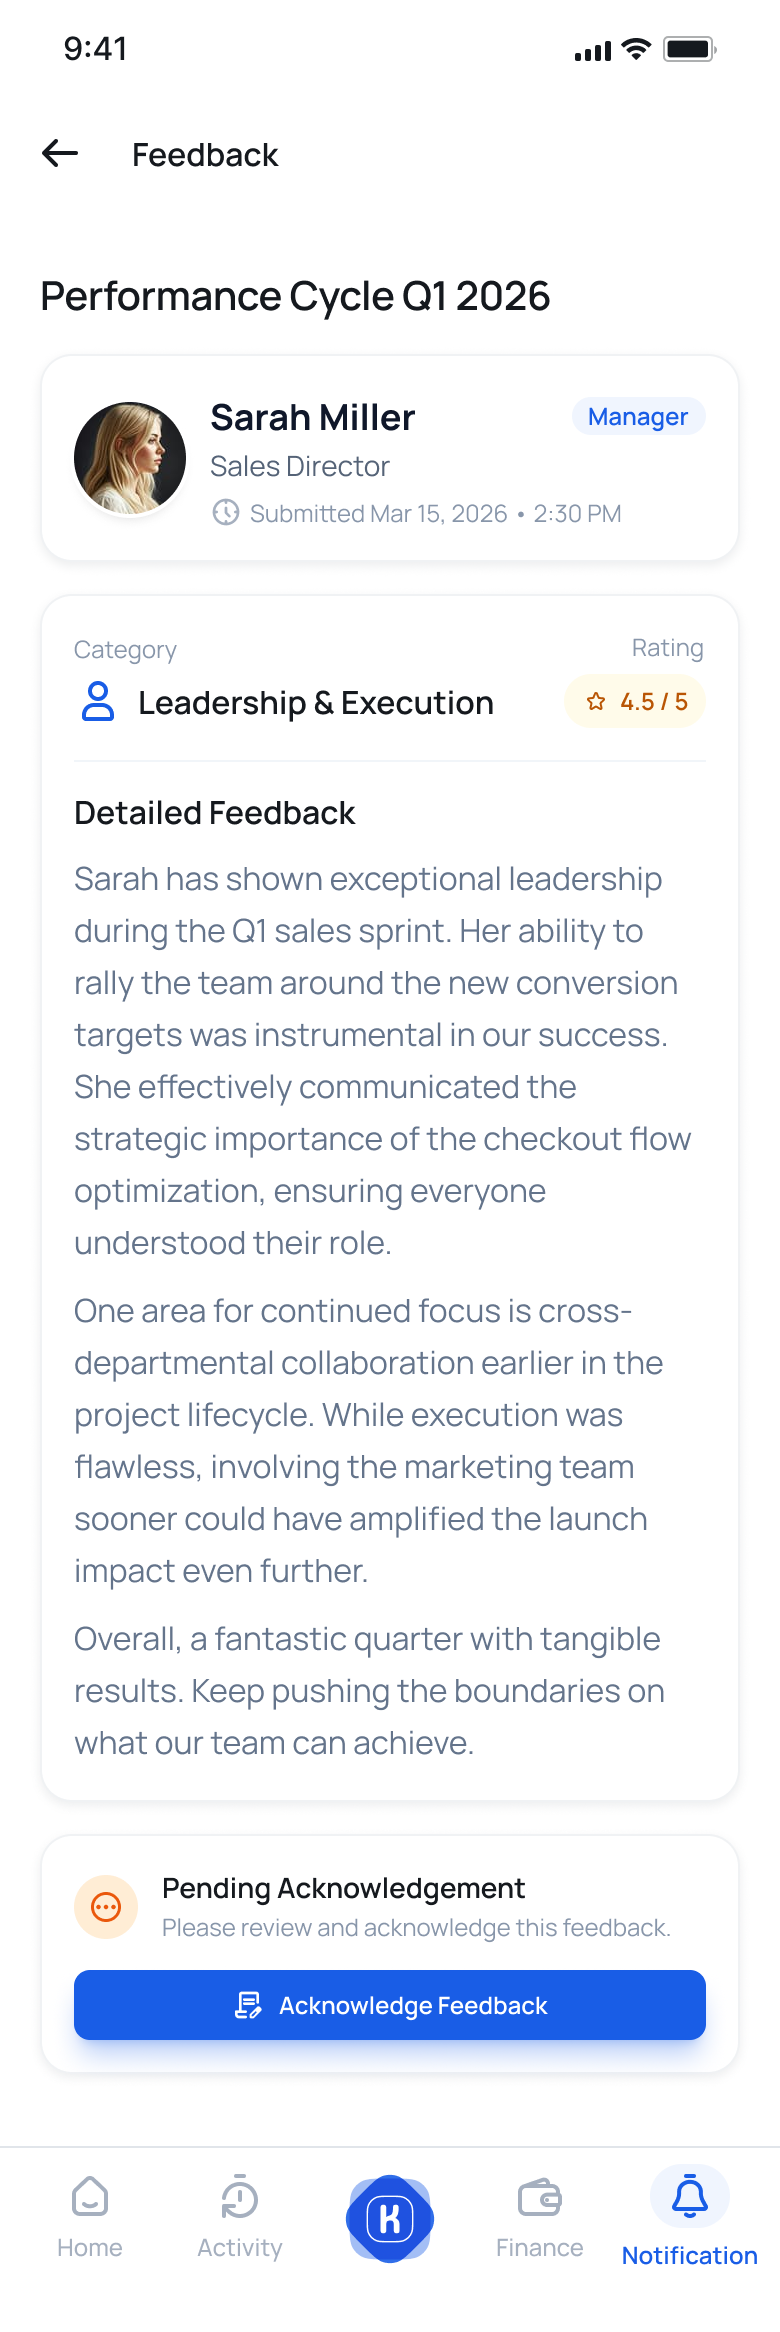 9:41
Feedback
Performance Cycle Q1 2026
Sarah Miller
Manager
Sales Director
Submitted Mar 15, 2026 • 2:30 PM
Category
Rating
Leadership & Execution
4.5 / 5
Detailed Feedback
Sarah has shown exceptional leadership
during the Q1 sales sprint. Her ability to
rally the team around the new conversion
targets was instrumental in our success.
She effectively communicated the
strategic importance of the checkout flow
optimization, ensuring everyone
understood their role.
One area for continued focus is cross-
departmental collaboration earlier in the
project lifecycle. While execution was
flawless, involving the marketing team
sooner could have amplified the launch
impact even further.
Overall, a fantastic quarter with tangible
results. Keep pushing the boundaries on
what our team can achieve.
Pending Acknowledgement
Please review and acknowledge this feedback.
Acknowledge Feedback
Home
Activity
K
Finance
Notification